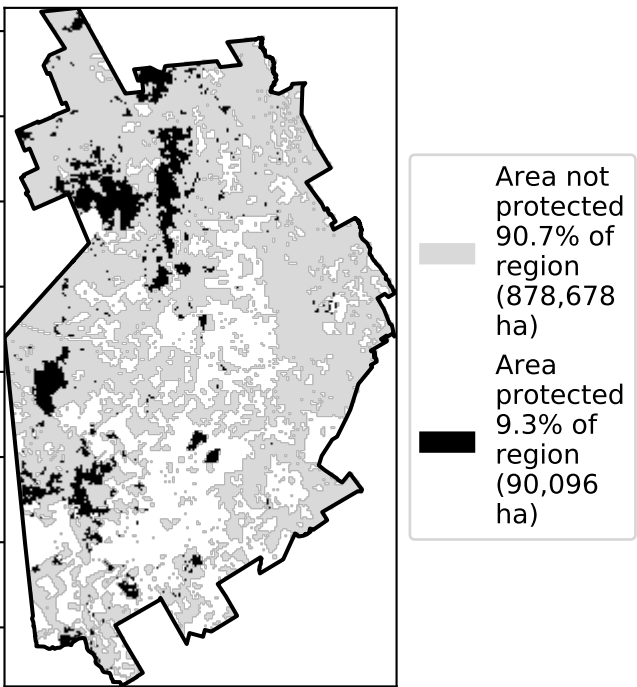 Area not
protected
90.7% of
region
(878,678
ha)
Area
protected
9.3% of
region
(90,096
ha)